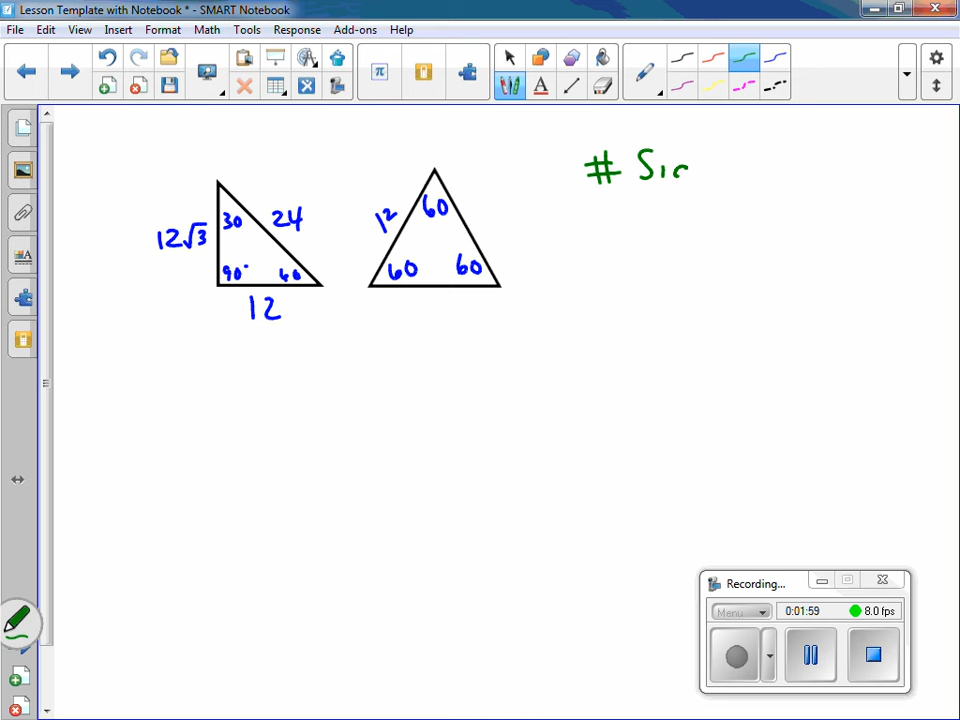 Lesson Template with Notebook * - SMART Notebook
File Edit View Insert Format Math Tools Response Add-ons Help
π
A
# Sir
60
12
30
24
12√3
60
60
90°
60
12
Recording...
Menu
0:01:59
8.0 fps